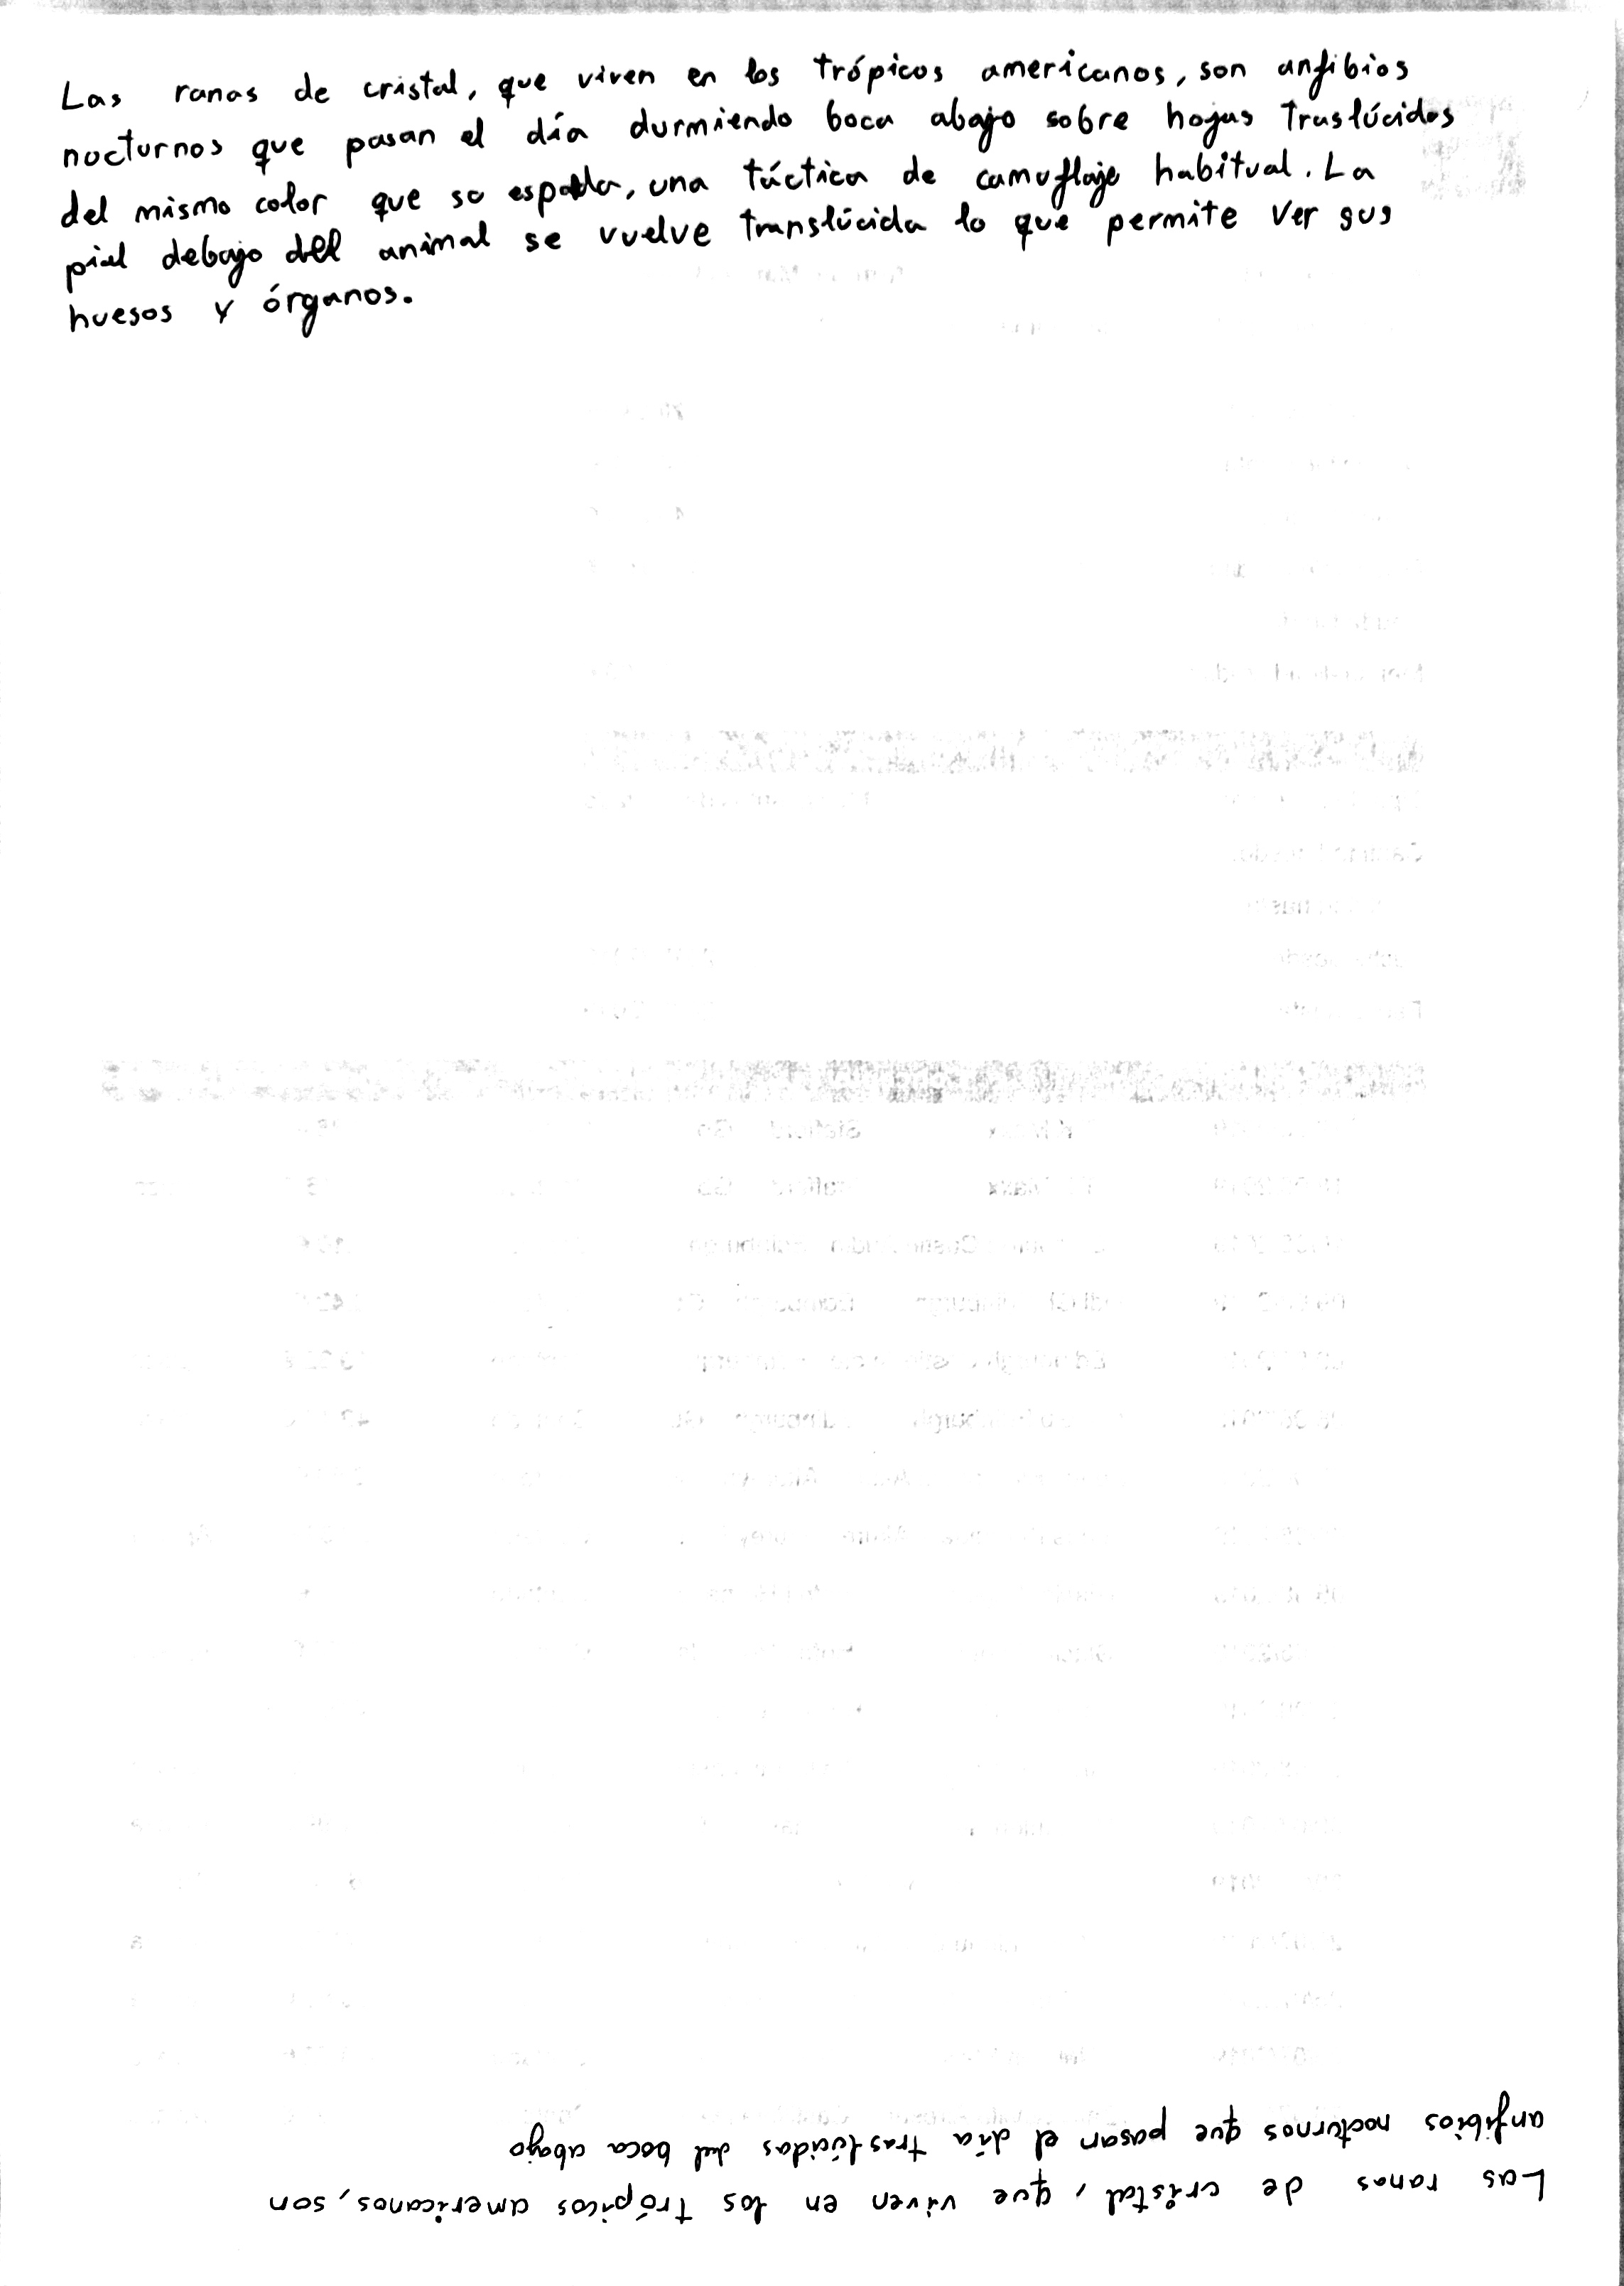 Las ranas de cristal, que viven en los trópicos americanos, son anfibios
nocturnos que pasan el día durmiendo boca abajo sobre hojas traslúcidas
del mismo color que su espalda, una táctica de camuflaje habitual. La
piel debajo del animal se vuelve translúcida lo que permite ver sus
huesos y órganos.
Las ranas de cristal, que viven en los trópicos americanos, son
anfibios nocturnos que pasan el día traslúcidas del boca abajo